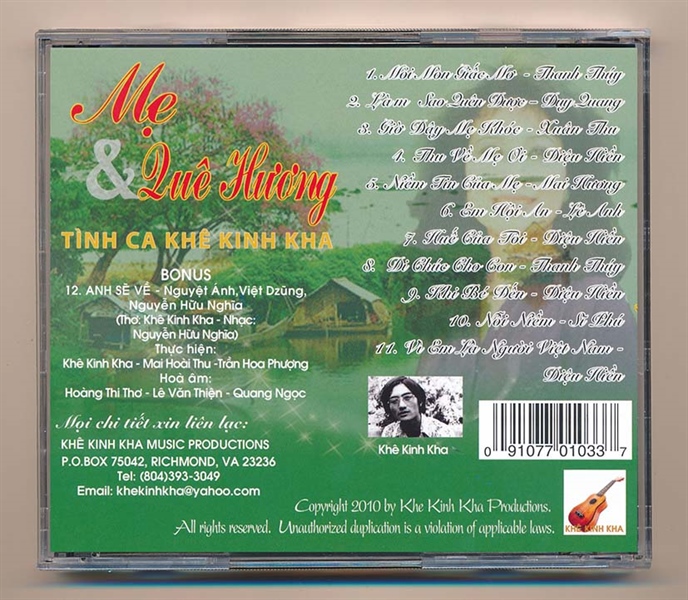 Mẹ
& Quê Hương
TÌNH CA KHÊ KINH KHA
BONUS
12. ANH SẼ VỀ - Nguyệt Ánh,Việt Dzũng,
Nguyễn Hữu Nghĩa
(Thơ: Khê Kinh Kha - Nhạc:
Nguyễn Hữu Nghĩa)
Thực hiện:
Khê Kinh Kha - Mai Hoài Thu -Trần Hoa Phượng
Hoà âm:
Hoàng Thi Thơ - Lê Văn Thiện - Quang Ngọc
Mọi chi tiết xin liên lạc:
KHÊ KINH KHA MUSIC PRODUCTIONS
P.O.BOX 75042, RICHMOND, VA 23236
Tel: (804)393-3049
Email: khekinhkha@yahoo.com
1. Mỏi Mòn Giấc Mơ - Thanh Thúy
2. Làm Sao Quên Được - Duy Quang
3. Giờ Đây Mẹ Khóc - Xuân Thu
4. Thu Về Mẹ Ơi - Diệu Hiền
5. Niềm Tin Của Mẹ - Mai Hương
6. Em Hội An - Lệ Anh
7. Huế Của Tôi - Diệu Hiền
8. Đi Cháo Cho Con - Thanh Thúy
9. Khi Bé Đến - Diệu Hiền
10. Nỗi Niềm - Sĩ Phú
11. Vì Em Là Người Việt Nam -
Diệu Hiền
Khê Kinh Kha
0 91077 01033 7
KHÊ KINH KHA
Copyright 2010 by Khe Kinh Kha Productions.
All rights reserved. Unauthorized duplication is a violation of applicable laws.